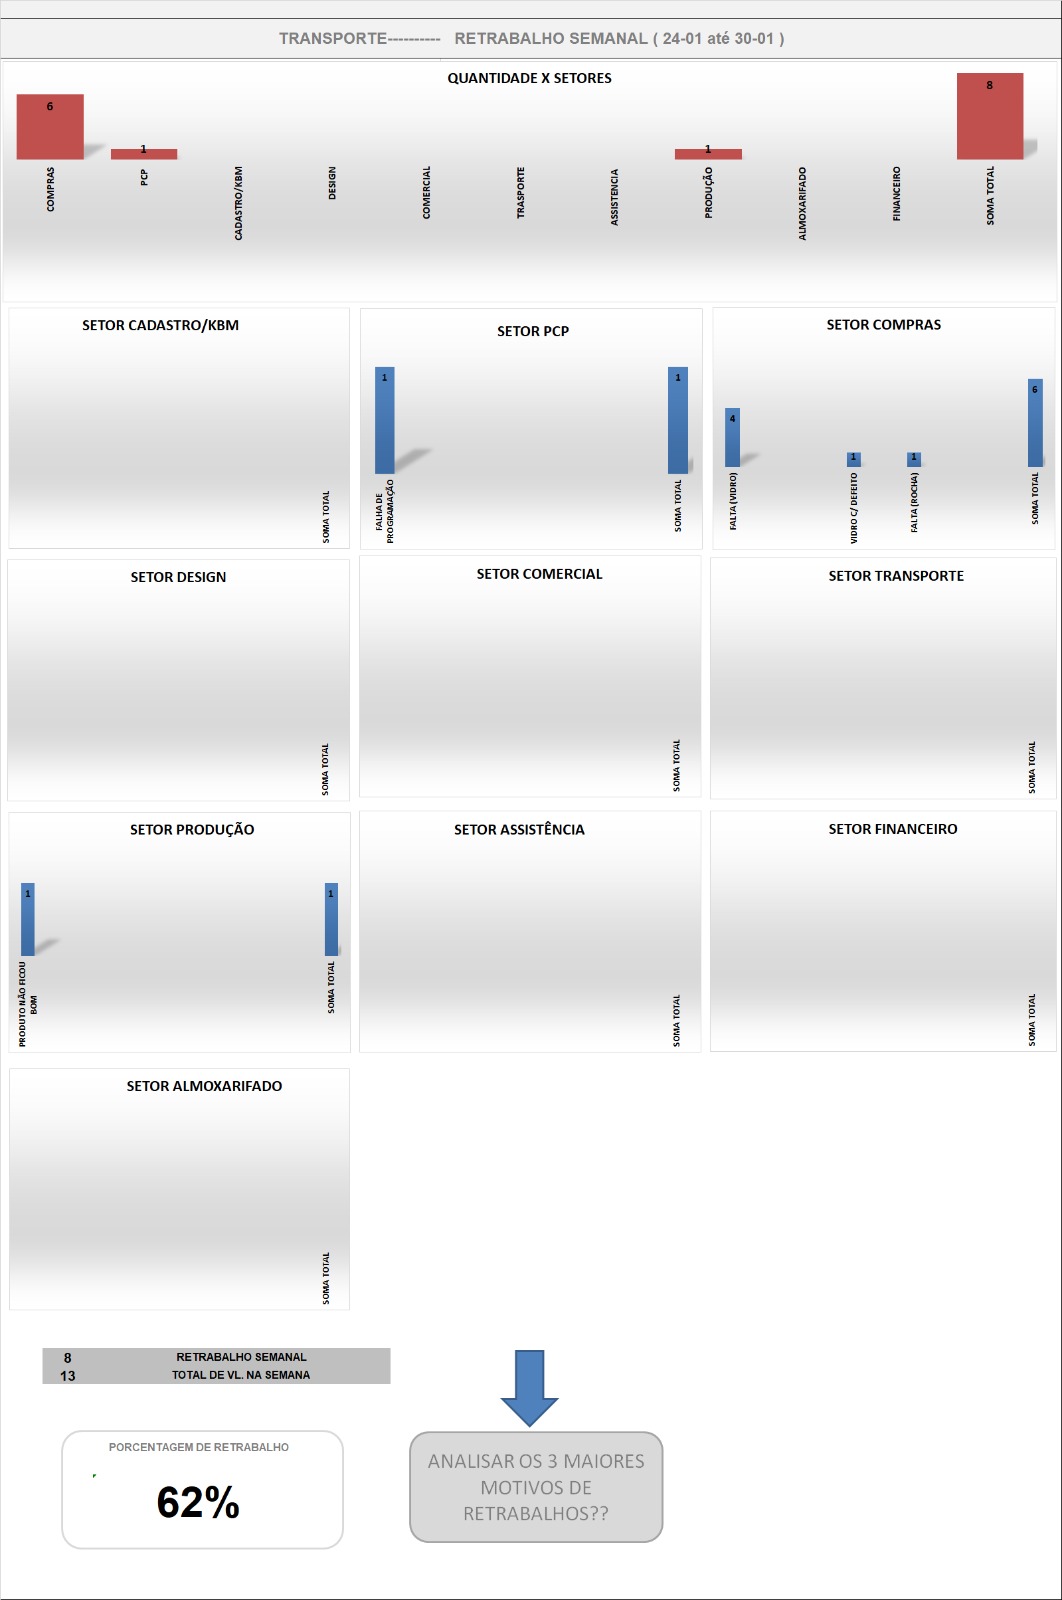 TRANSPORTE---------- RETRABALHO SEMANAL ( 24-01 até 30-01 )
QUANTIDADE X SETORES
6
1
1
8
COMPRAS
PCP
CADASTRO/KBM
DESIGN
COMERCIAL
TRASPORTE
ASSISTENCIA
PRODUÇÃO
ALMOXARIFADO
FINANCEIRO
SOMA TOTAL
SETOR CADASTRO/KBM
SOMA TOTAL
SETOR PCP
1
1
FALHA DE
PROGRAMAÇÃO
SOMA TOTAL
SETOR COMPRAS
4
1
1
6
FALTA (VIDRO)
VIDRO C/ DEFEITO
FALTA (ROCHA)
SOMA TOTAL
SETOR DESIGN
SOMA TOTAL
SETOR COMERCIAL
SOMA TOTAL
SETOR TRANSPORTE
SOMA TOTAL
SETOR PRODUÇÃO
1
1
PRODUTO NÃO FICOU
BOM
SOMA TOTAL
SETOR ASSISTÊNCIA
SOMA TOTAL
SETOR FINANCEIRO
SOMA TOTAL
SETOR ALMOXARIFADO
SOMA TOTAL
8 RETRABALHO SEMANAL
13 TOTAL DE VL. NA SEMANA
PORCENTAGEM DE RETRABALHO
62%
ANALISAR OS 3 MAIORES
MOTIVOS DE
RETRABALHOS??